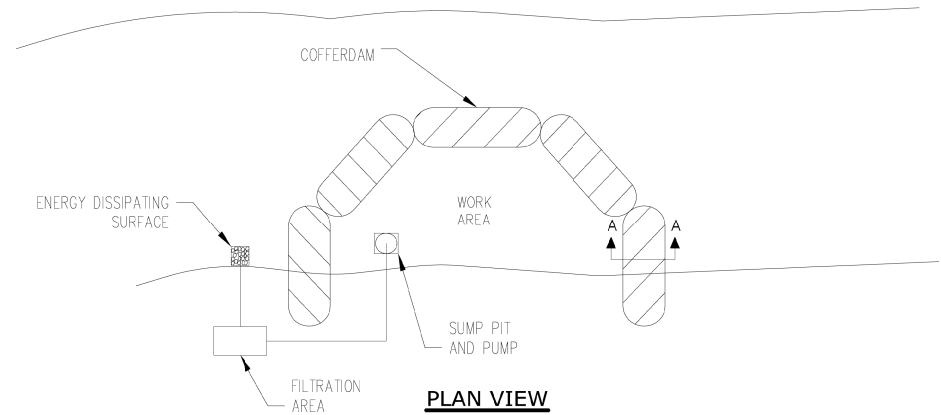 COFFERDAM
ENERGY DISSIPATING
SURFACE
WORK
AREA
A A
SUMP PIT
AND PUMP
FILTRATION
AREA
PLAN VIEW